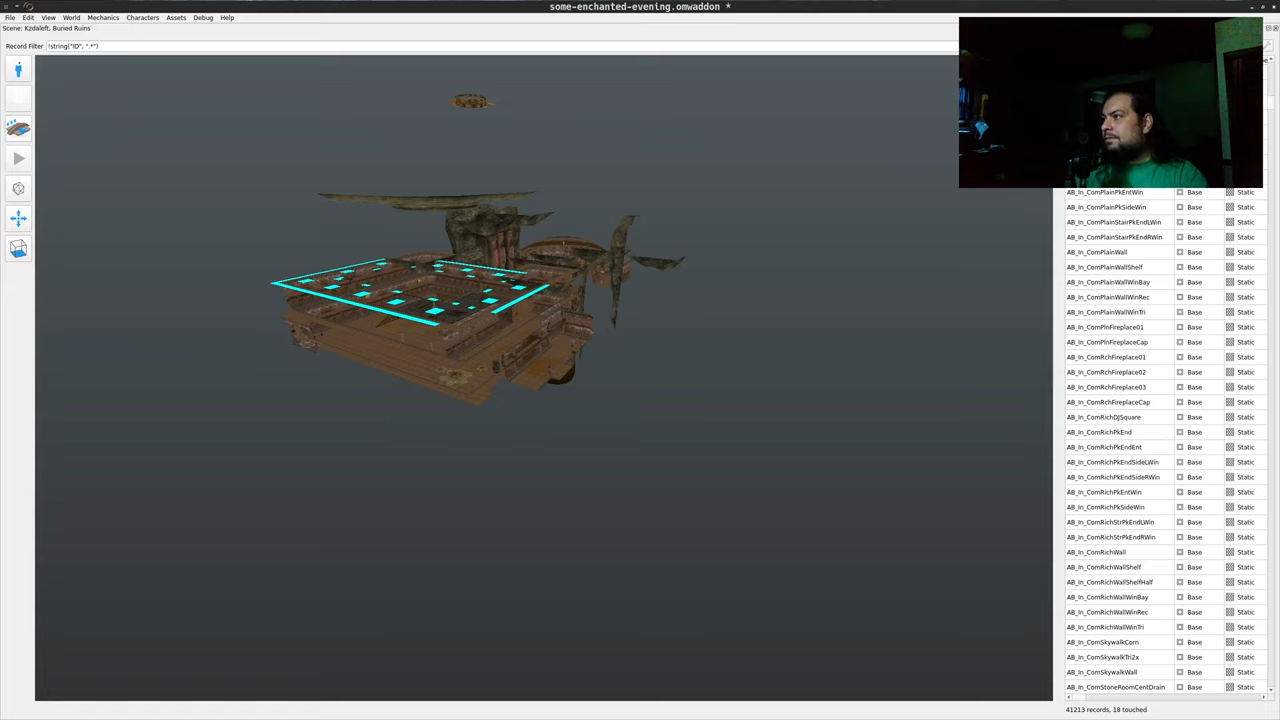 some-enchanted-evening.omwaddon *
File Edit View World Mechanics Characters Assets Debug Help
Scene: Kzdaleft, Buried Ruins
Record Filter !string("ID", ".*")
AB_In_ComPlainPkEntWin Base Static
AB_In_ComPlainPkSideWin Base Static
AB_In_ComPlainStairPkEndLWin Base Static
AB_In_ComPlainStairPkEndRWin Base Static
AB_In_ComPlainWall Base Static
AB_In_ComPlainWallShelf Base Static
AB_In_ComPlainWallWinBay Base Static
AB_In_ComPlainWallWinRec Base Static
AB_In_ComPlainWallWinTri Base Static
AB_In_ComPlnFireplace01 Base Static
AB_In_ComPlnFireplaceCap Base Static
AB_In_ComRchFireplace01 Base Static
AB_In_ComRchFireplace02 Base Static
AB_In_ComRchFireplace03 Base Static
AB_In_ComRchFireplaceCap Base Static
AB_In_ComRichDJSquare Base Static
AB_In_ComRichPkEnd Base Static
AB_In_ComRichPkEndEnt Base Static
AB_In_ComRichPkEndSideLWin Base Static
AB_In_ComRichPkEndSideRWin Base Static
AB_In_ComRichPkEntWin Base Static
AB_In_ComRichPkSideWin Base Static
AB_In_ComRichStrPkEndLWin Base Static
AB_In_ComRichStrPkEndRWin Base Static
AB_In_ComRichWall Base Static
AB_In_ComRichWallShelf Base Static
AB_In_ComRichWallShelfHalf Base Static
AB_In_ComRichWallWinBay Base Static
AB_In_ComRichWallWinRec Base Static
AB_In_ComRichWallWinTri Base Static
AB_In_ComSkywalkCorn Base Static
AB_In_ComSkywalkTri2x Base Static
AB_In_ComSkywalkWall Base Static
AB_In_ComStoneRoomCentDrain Base Static
41213 records, 18 touched